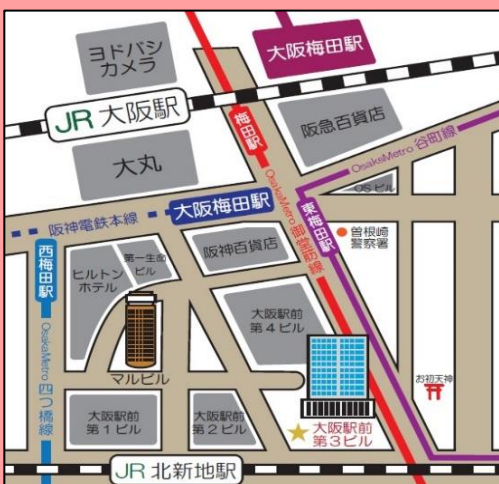 ヨドバシ
カメラ
大阪梅田駅
JR 大阪駅
梅田駅
阪急百貨店
大丸
OsakaMetro 谷町線
OSビル
大阪梅田駅
阪神電鉄本線
OsakaMetro 御堂筋線
東梅田駅
曽根崎
警察署
西梅田駅
阪神百貨店
第一生命
ビル
ヒルトン
ホテル
大阪駅前
第4ビル
マルビル
OsakaMetro 四つ橋線
お初天神
大阪駅前
第1ビル
大阪駅前
第2ビル
大阪駅前
第3ビル
JR 北新地駅